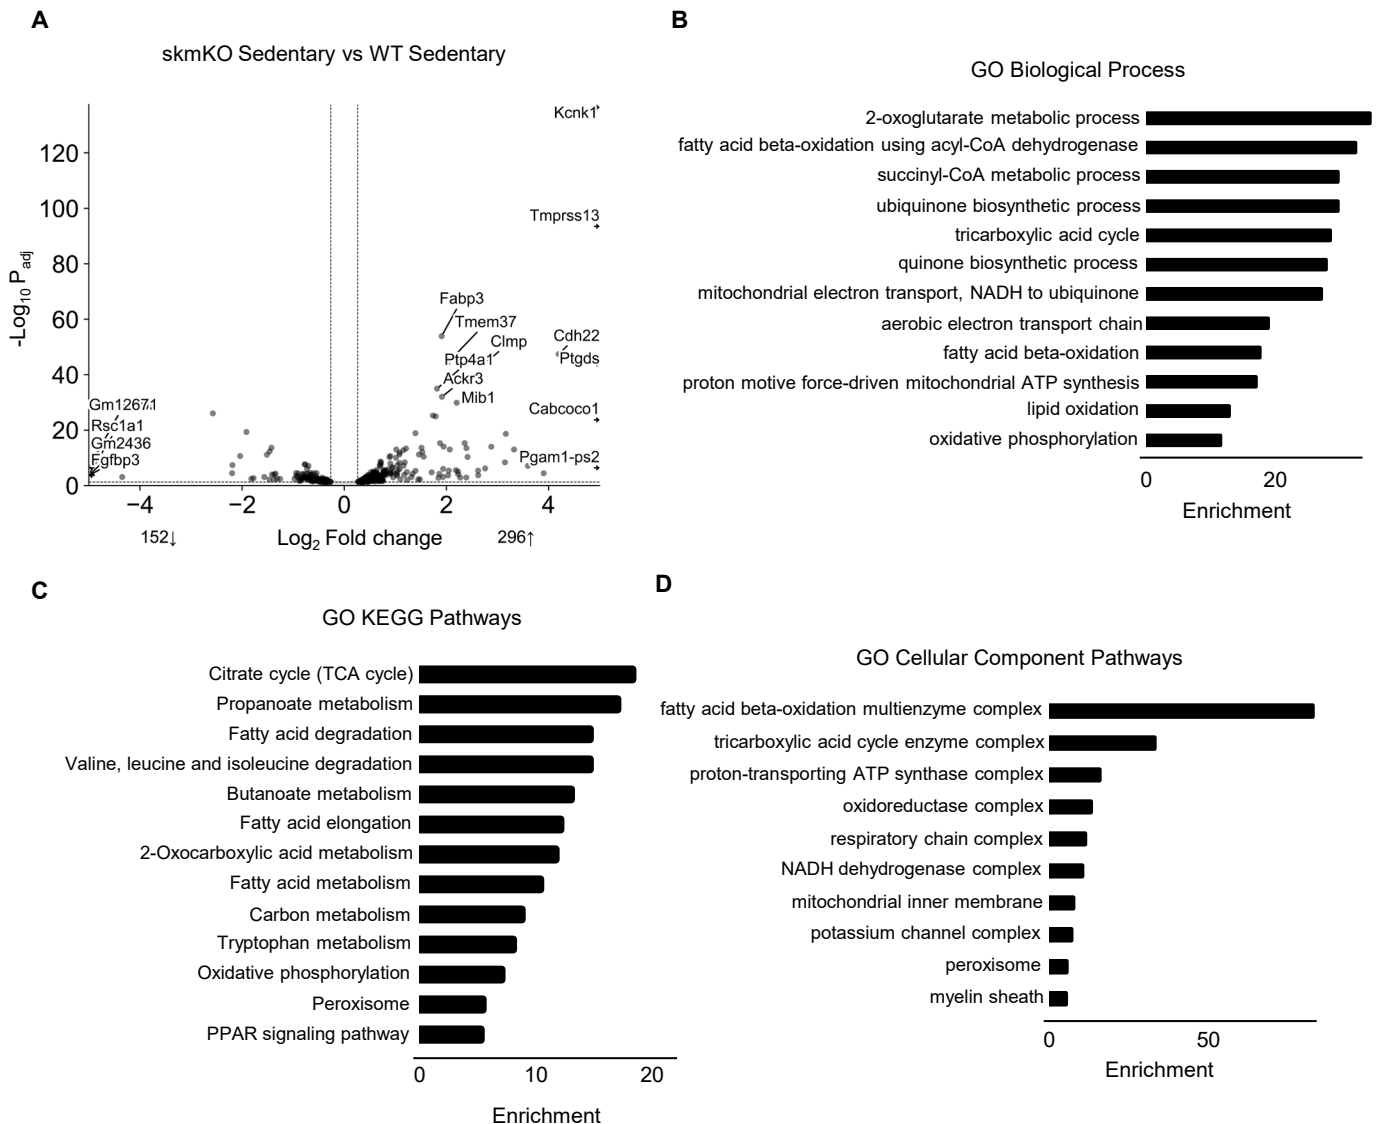 A
skmKO Sedentary vs WT Sedentary
-Log10 Padj
120
100
80
60
40
20
0
Kcnk1
Tmprss13
Fabp3
Tmem37
Clmp
Cdh22
Ptp4a1
Ptgds
Ackr3
Mib1
Cabcoco1
Gm12671
Rsc1a1
Gm2436
Fgfbp3
Pgam1-ps2
−4
−2
0
2
4
152↓
Log2 Fold change
296↑
B
GO Biological Process
2-oxoglutarate metabolic process
fatty acid beta-oxidation using acyl-CoA dehydrogenase
succinyl-CoA metabolic process
ubiquinone biosynthetic process
tricarboxylic acid cycle
quinone biosynthetic process
mitochondrial electron transport, NADH to ubiquinone
aerobic electron transport chain
fatty acid beta-oxidation
proton motive force-driven mitochondrial ATP synthesis
lipid oxidation
oxidative phosphorylation
0
20
Enrichment
C
GO KEGG Pathways
Citrate cycle (TCA cycle)
Propanoate metabolism
Fatty acid degradation
Valine, leucine and isoleucine degradation
Butanoate metabolism
Fatty acid elongation
2-Oxocarboxylic acid metabolism
Fatty acid metabolism
Carbon metabolism
Tryptophan metabolism
Oxidative phosphorylation
Peroxisome
PPAR signaling pathway
0
10
20
Enrichment
D
GO Cellular Component Pathways
fatty acid beta-oxidation multienzyme complex
tricarboxylic acid cycle enzyme complex
proton-transporting ATP synthase complex
oxidoreductase complex
respiratory chain complex
NADH dehydrogenase complex
mitochondrial inner membrane
potassium channel complex
peroxisome
myelin sheath
0
50
Enrichment